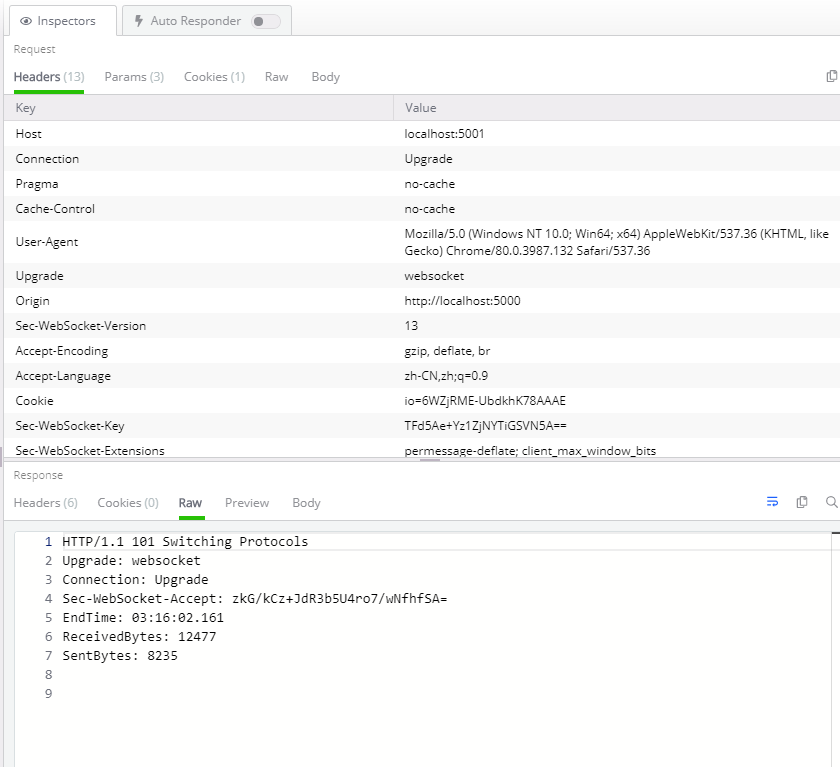 Inspectors Auto Responder
Request
Headers (13) Params (3) Cookies (1) Raw Body
Key Value
Host localhost:5001
Connection Upgrade
Pragma no-cache
Cache-Control no-cache
User-Agent Mozilla/5.0 (Windows NT 10.0; Win64; x64) AppleWebKit/537.36 (KHTML, like
Gecko) Chrome/80.0.3987.132 Safari/537.36
Upgrade websocket
Origin http://localhost:5000
Sec-WebSocket-Version 13
Accept-Encoding gzip, deflate, br
Accept-Language zh-CN,zh;q=0.9
Cookie io=6WZjRME-UbdkhK78AAAE
Sec-WebSocket-Key TFd5Ae+Yz1ZjNYTiGSVN5A==
Sec-WebSocket-Extensions permessage-deflate; client_max_window_bits
Response
Headers (6) Cookies (0) Raw Preview Body
1 HTTP/1.1 101 Switching Protocols
2 Upgrade: websocket
3 Connection: Upgrade
4 Sec-WebSocket-Accept: zkG/kCz+JdR3b5U4ro7/wNfhfSA=
5 EndTime: 03:16:02.161
6 ReceivedBytes: 12477
7 SentBytes: 8235
8
9